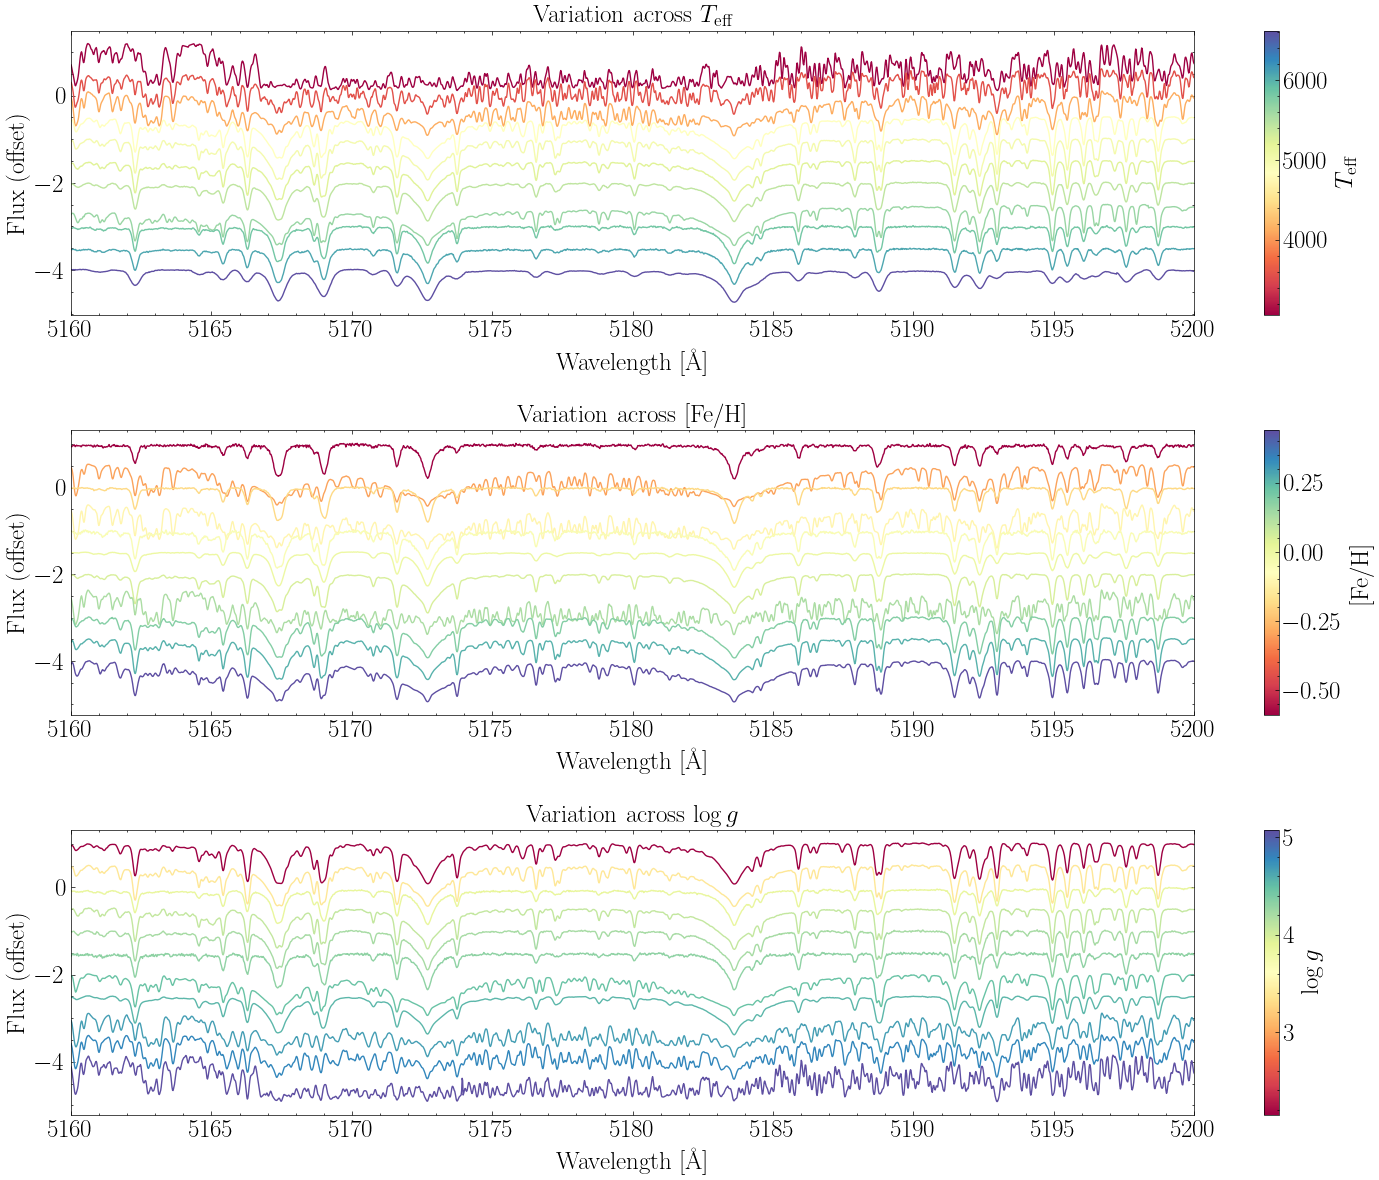 Variation across T_eff
0
−2
−4
Flux (offset)
5160 5165 5170 5175 5180 5185 5190 5195 5200
Wavelength [Å]
6000
5000
4000
T_eff
Variation across [Fe/H]
0
−2
−4
Flux (offset)
5160 5165 5170 5175 5180 5185 5190 5195 5200
Wavelength [Å]
0.25
0.00
−0.25
−0.50
[Fe/H]
Variation across log g
0
−2
−4
Flux (offset)
5160 5165 5170 5175 5180 5185 5190 5195 5200
Wavelength [Å]
5
4
3
log g